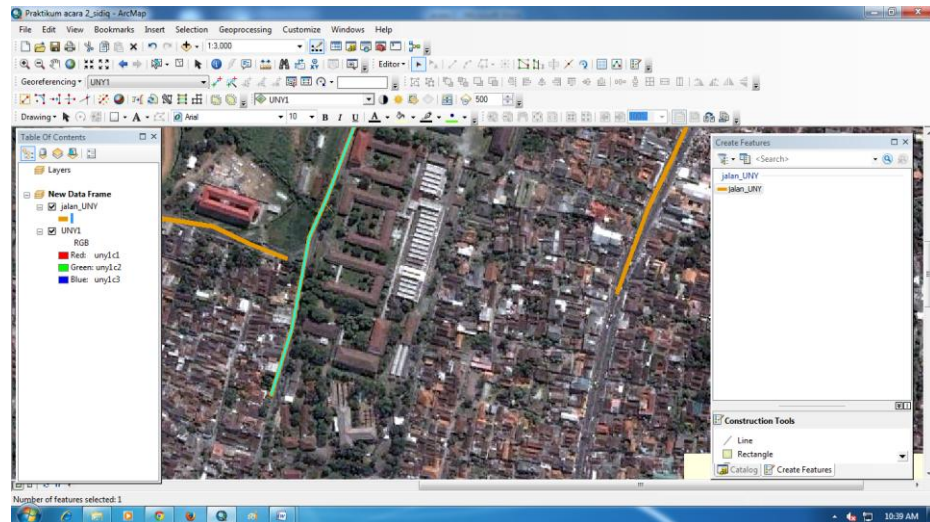 Praktikum acara 2_sidiq - ArcMap
File Edit View Bookmarks Insert Selection Geoprocessing Customize Windows Help
1:3.000
Editor
Georeferencing UNY1
UNY1 500
Drawing Arial 10 B I U A
Table Of Contents
Layers
New Data Frame
jalan_UNY
UNY1
RGB
Red: uny1c1
Green: uny1c2
Blue: uny1c3
Create Features
<Search>
jalan_UNY
jalan_UNY
Construction Tools
Line
Rectangle
Catalog Create Features
Number of features selected: 1
10:39 AM